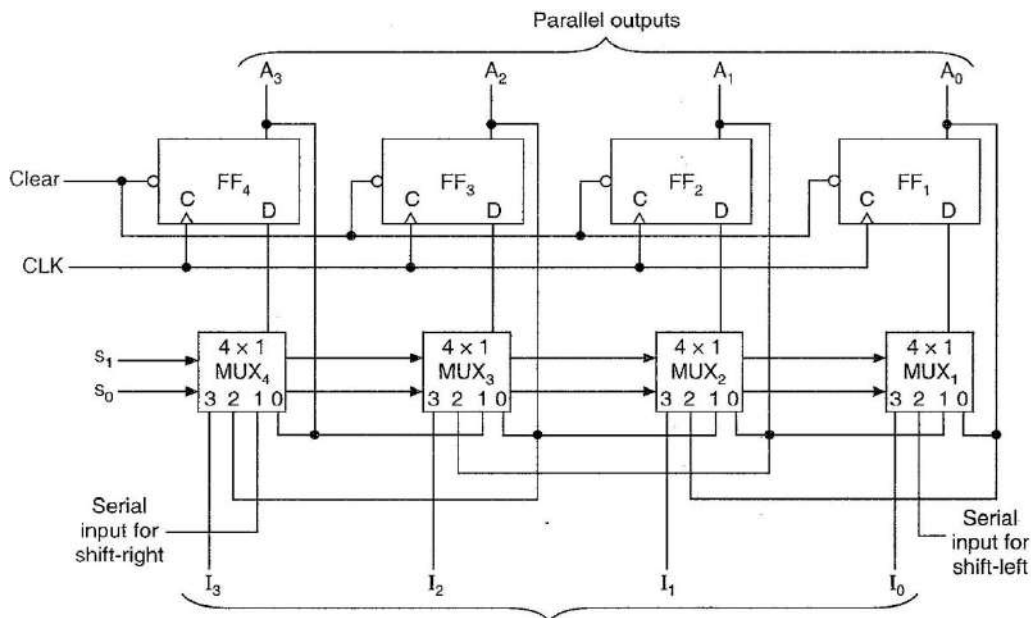 Parallel outputs
A₃ A₂ A₁ A₀
Clear
FF₄ FF₃ FF₂ FF₁
C D C D C D C D
CLK
s₁
4 × 1 4 × 1 4 × 1 4 × 1
MUX₄ MUX₃ MUX₂ MUX₁
s₀
3 2 1 0 3 2 1 0 3 2 1 0 3 2 1 0
Serial
input for
shift-right
Serial
input for
shift-left
I₃ I₂ I₁ I₀